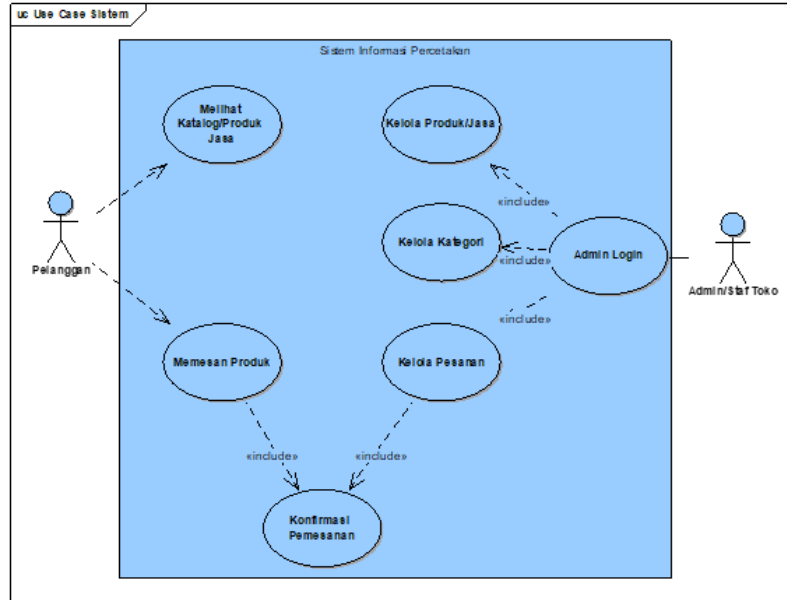 uc Use Case Sistem
Sistem Informasi Percetakan
Melihat
Katalog/Produk
Jasa
Kelola Produk/Jasa
«include»
Pelanggan
Kelola Kategori
«include»
Admin Login
Admin/Staf Toko
«include»
Memesan Produk
Kelola Pesanan
«include»
«include»
Konfirmasi
Pemesanan